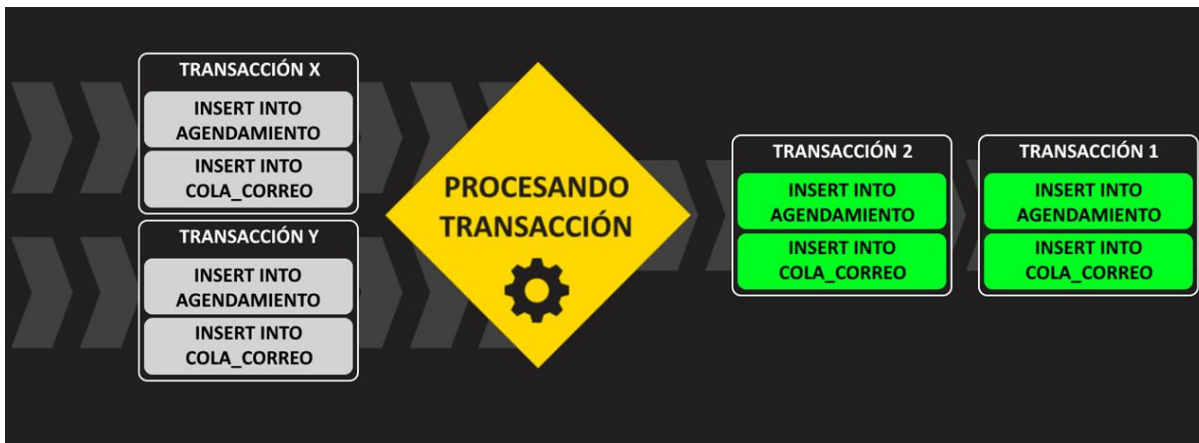 TRANSACCIÓN X
INSERT INTO
AGENDAMIENTO
INSERT INTO
COLA_CORREO
TRANSACCIÓN Y
INSERT INTO
AGENDAMIENTO
INSERT INTO
COLA_CORREO
PROCESANDO
TRANSACCIÓN
TRANSACCIÓN 2
INSERT INTO
AGENDAMIENTO
INSERT INTO
COLA_CORREO
TRANSACCIÓN 1
INSERT INTO
AGENDAMIENTO
INSERT INTO
COLA_CORREO